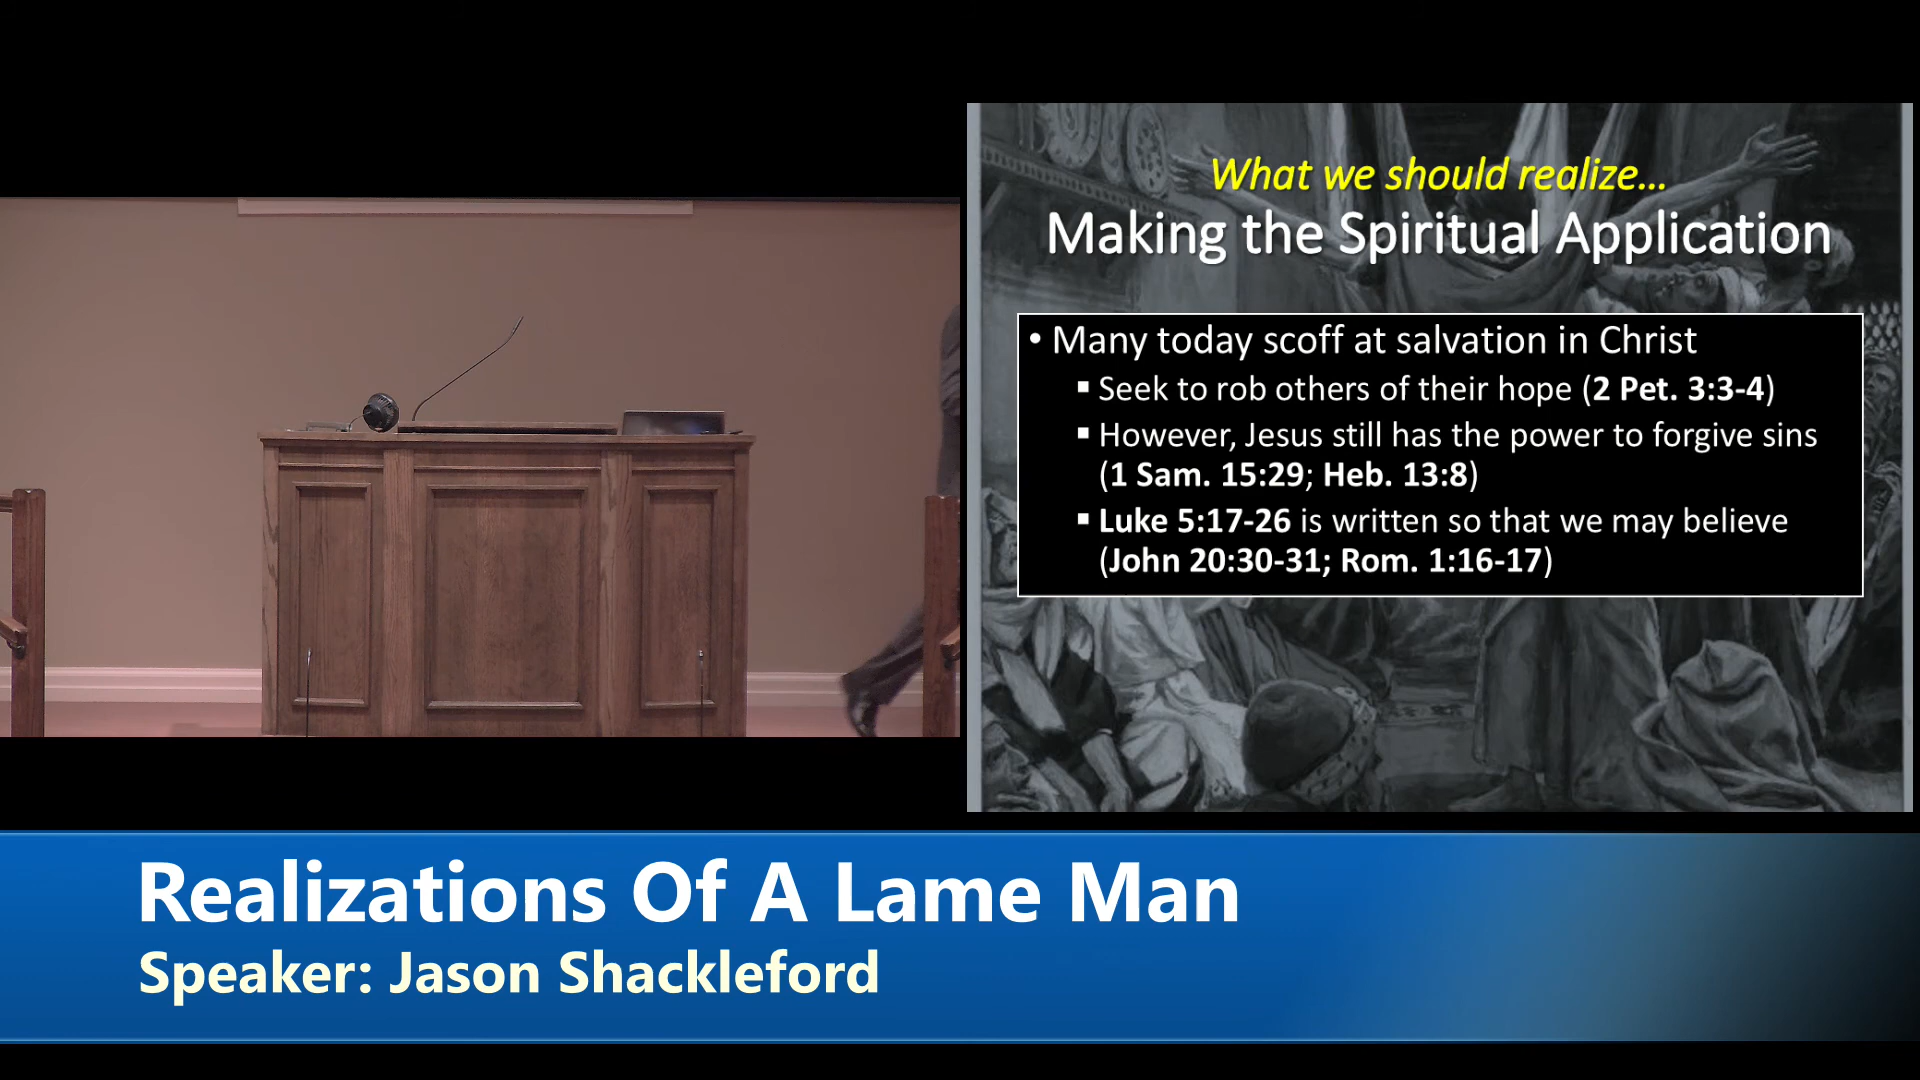 What we should realize...
Making the Spiritual Application
• Many today scoff at salvation in Christ
▪ Seek to rob others of their hope (2 Pet. 3:3-4)
▪ However, Jesus still has the power to forgive sins
(1 Sam. 15:29; Heb. 13:8)
▪ Luke 5:17-26 is written so that we may believe
(John 20:30-31; Rom. 1:16-17)
Realizations Of A Lame Man
Speaker: Jason Shackleford